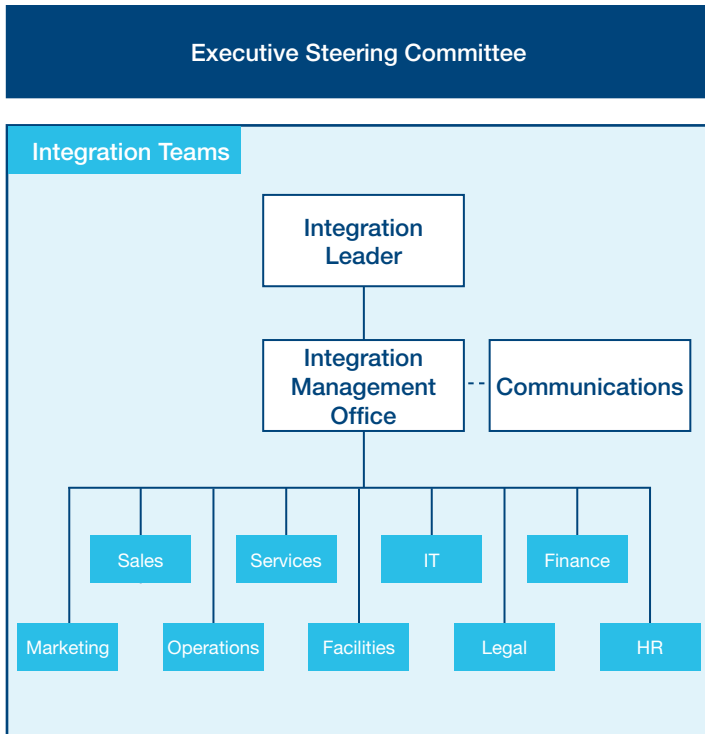 Executive Steering Committee
Integration Teams
Integration
Leader
Integration
Management
Office
Communications
Sales
Services
IT
Finance
Marketing
Operations
Facilities
Legal
HR